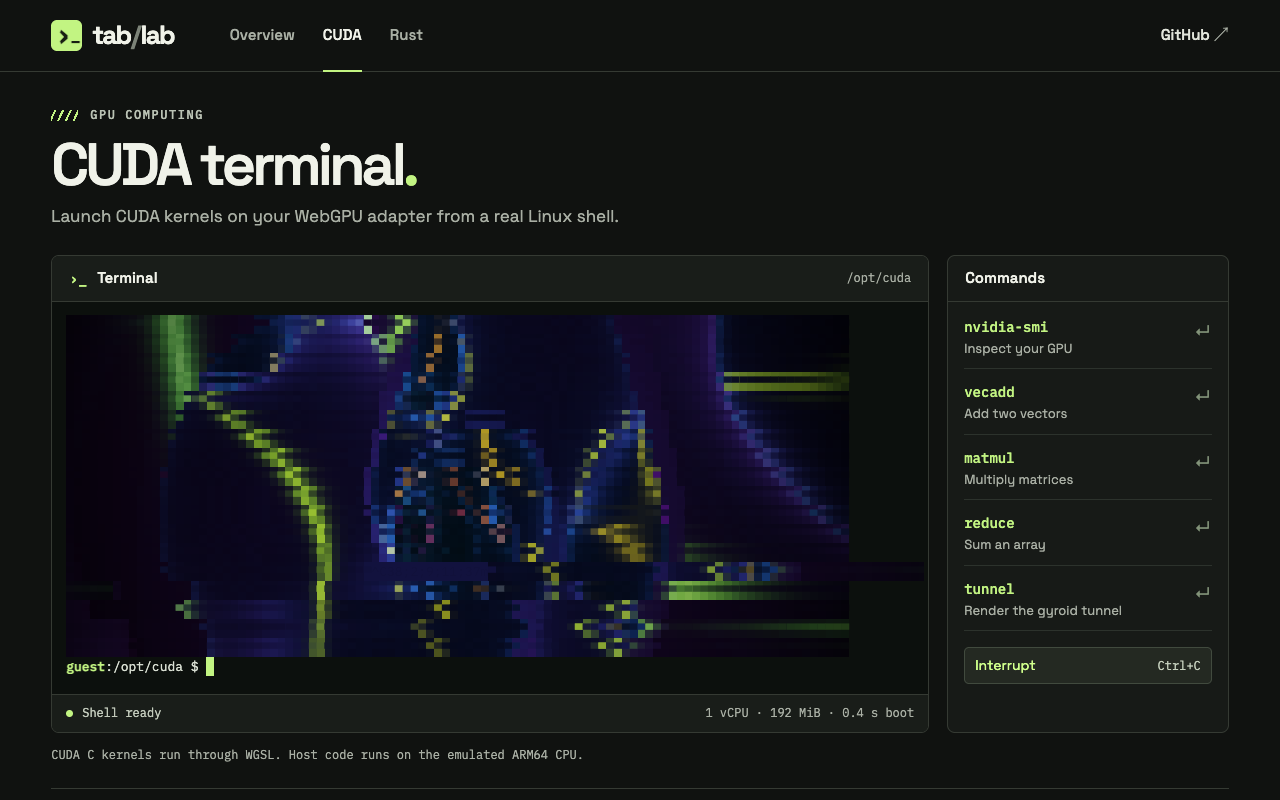 tab/lab
Overview CUDA Rust
GitHub ↗
//// GPU COMPUTING
CUDA terminal.
Launch CUDA kernels on your WebGPU adapter from a real Linux shell.
›_ Terminal
/opt/cuda
guest:/opt/cuda $
Shell ready
1 vCPU · 192 MiB · 0.4 s boot
Commands
nvidia-smi
Inspect your GPU
vecadd
Add two vectors
matmul
Multiply matrices
reduce
Sum an array
tunnel
Render the gyroid tunnel
Interrupt Ctrl+C
CUDA C kernels run through WGSL. Host code runs on the emulated ARM64 CPU.